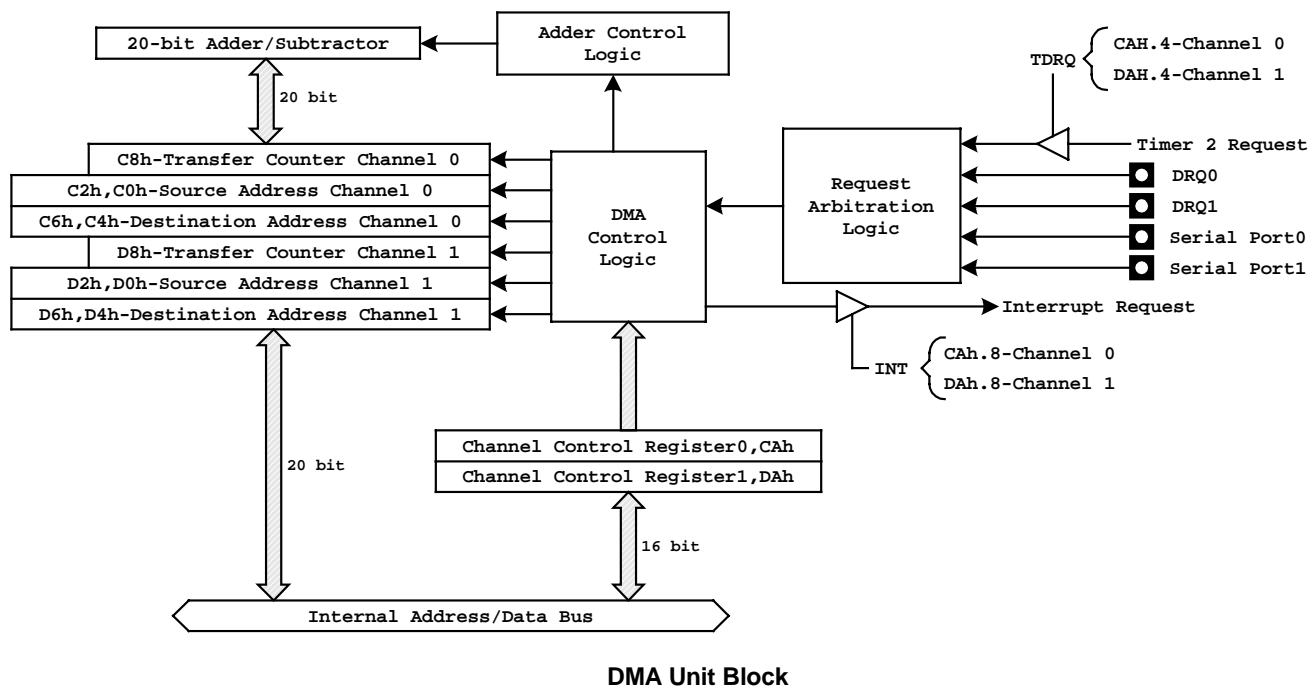 20-bit Adder/Subtractor
Adder Control
Logic
TDRQ
CAH.4-Channel 0
DAH.4-Channel 1
20 bit
C8h-Transfer Counter Channel 0
C2h,C0h-Source Address Channel 0
C6h,C4h-Destination Address Channel 0
D8h-Transfer Counter Channel 1
D2h,D0h-Source Address Channel 1
D6h,D4h-Destination Address Channel 1
DMA
Control
Logic
Request
Arbitration
Logic
Timer 2 Request
DRQ0
DRQ1
Serial Port0
Serial Port1
Interrupt Request
INT
CAh.8-Channel 0
DAh.8-Channel 1
Channel Control Register0,CAh
Channel Control Register1,DAh
20 bit
16 bit
Internal Address/Data Bus
DMA Unit Block